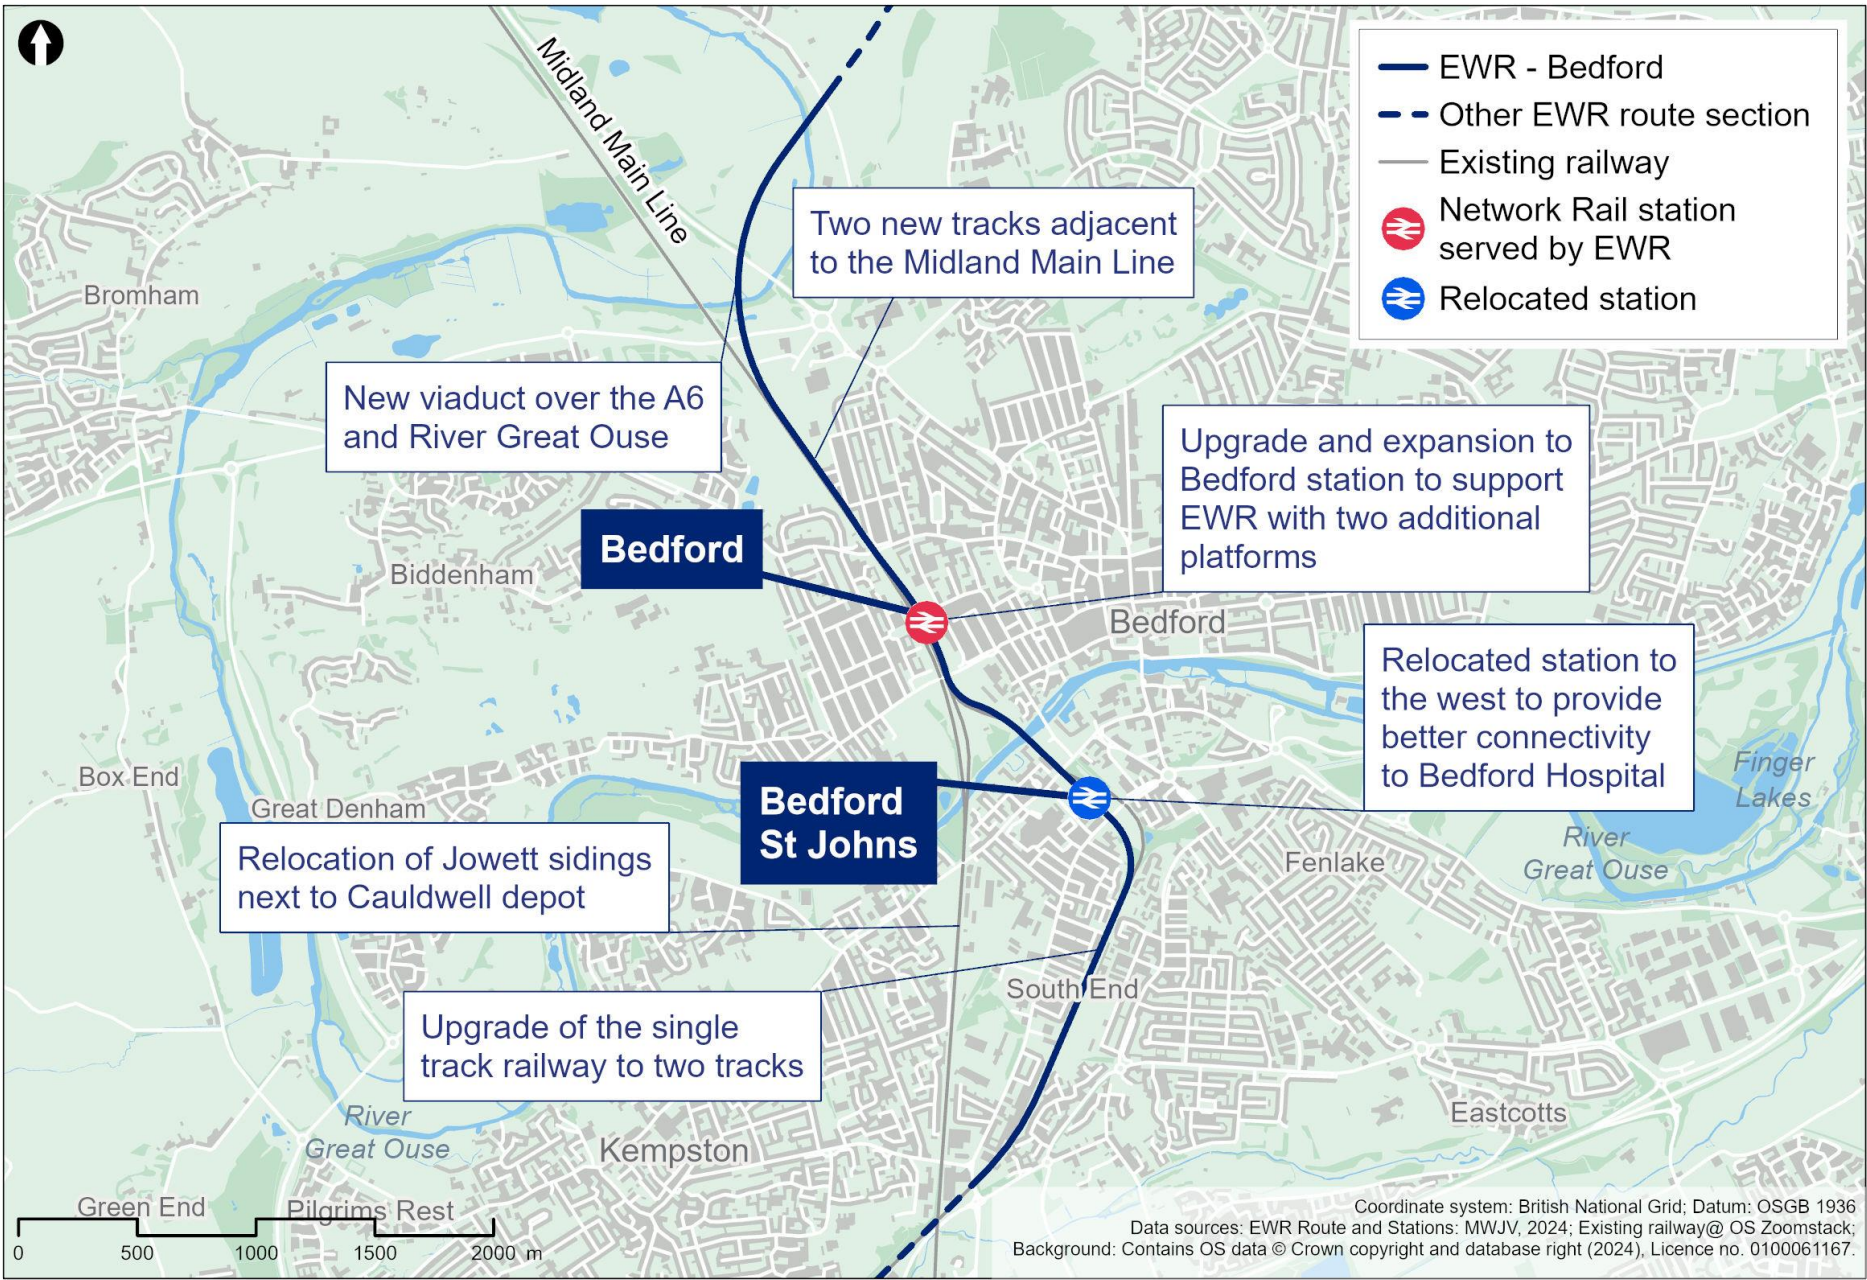 EWR - Bedford
Other EWR route section
Existing railway
Network Rail station
served by EWR
Relocated station
Midland Main Line
Two new tracks adjacent
to the Midland Main Line
Bromham
New viaduct over the A6
and River Great Ouse
Upgrade and expansion to
Bedford station to support
EWR with two additional
platforms
Bedford
Biddenham
Bedford
Relocated station to
the west to provide
better connectivity
to Bedford Hospital
Finger
Lakes
Box End
Great Denham
Bedford
St Johns
River
Great Ouse
Fenlake
Relocation of Jowett sidings
next to Cauldwell depot
South End
Upgrade of the single
track railway to two tracks
River
Great Ouse
Eastcotts
Kempston
Green End
Pilgrims Rest
0 500 1000 1500 2000 m
Coordinate system: British National Grid; Datum: OSGB 1936
Data sources: EWR Route and Stations: MWJV, 2024; Existing railway@ OS Zoomstack;
Background: Contains OS data © Crown copyright and database right (2024), Licence no. 0100061167.